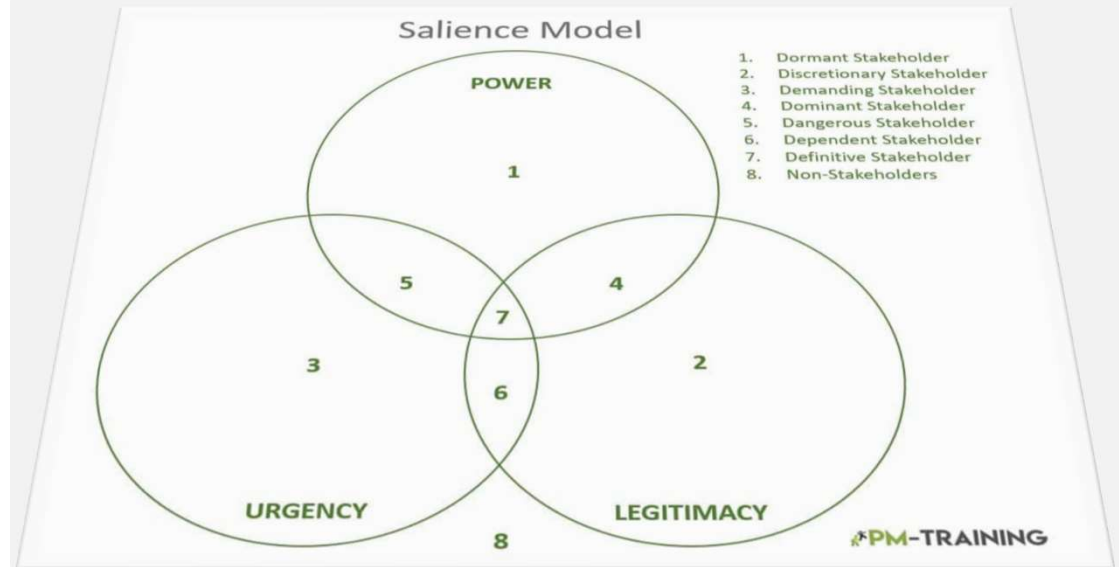 Salience Model
POWER
1. Dormant Stakeholder
2. Discretionary Stakeholder
3. Demanding Stakeholder
4. Dominant Stakeholder
5. Dangerous Stakeholder
6. Dependent Stakeholder
7. Definitive Stakeholder
8. Non-Stakeholders
1
5
4
7
3
2
6
URGENCY
LEGITIMACY
8
PM-TRAINING